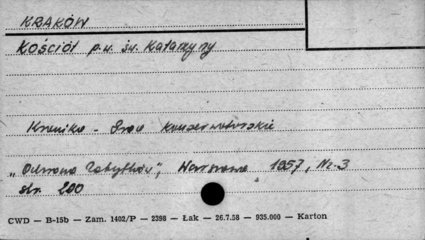 KRAKÓW
KOŚCIÓŁ p.w. św. Katarzyny
Kronika - Prace konserwatorskie
„Ochrona Zabytków", Warszawa 1957, Nr. 3
str. 200
CWD — B-15b — Zam. 1402/P — 2398 — Łak — 26.7.58 — 935.000 — Karton